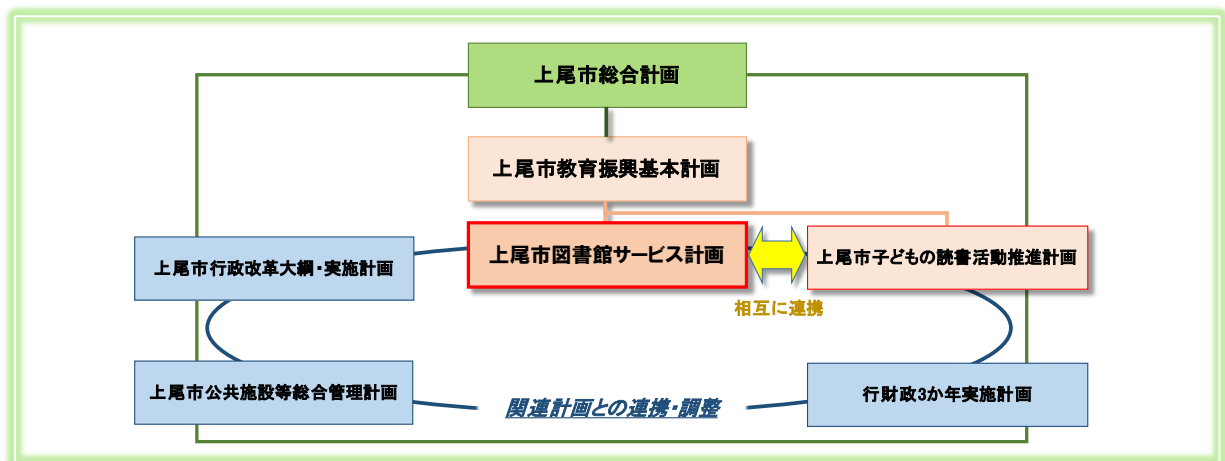 上尾市総合計画
上尾市教育振興基本計画
上尾市図書館サービス計画
上尾市行政改革大綱・実施計画
上尾市子どもの読書活動推進計画
相互に連携
上尾市公共施設等総合管理計画
関連計画との連携・調整
行財政3か年実施計画